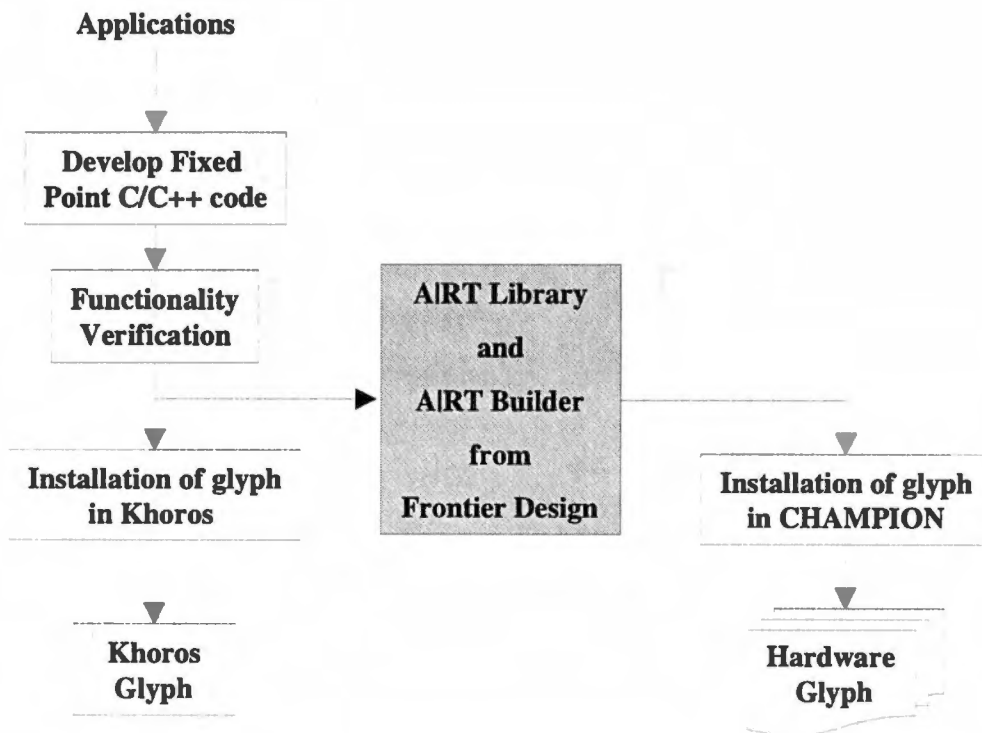 Applications
Develop Fixed
Point C/C++ code
Functionality
Verification
A|RT Library
and
A|RT Builder
from
Frontier Design
Installation of glyph
in Khoros
Installation of glyph
in CHAMPION
Khoros
Glyph
Hardware
Glyph